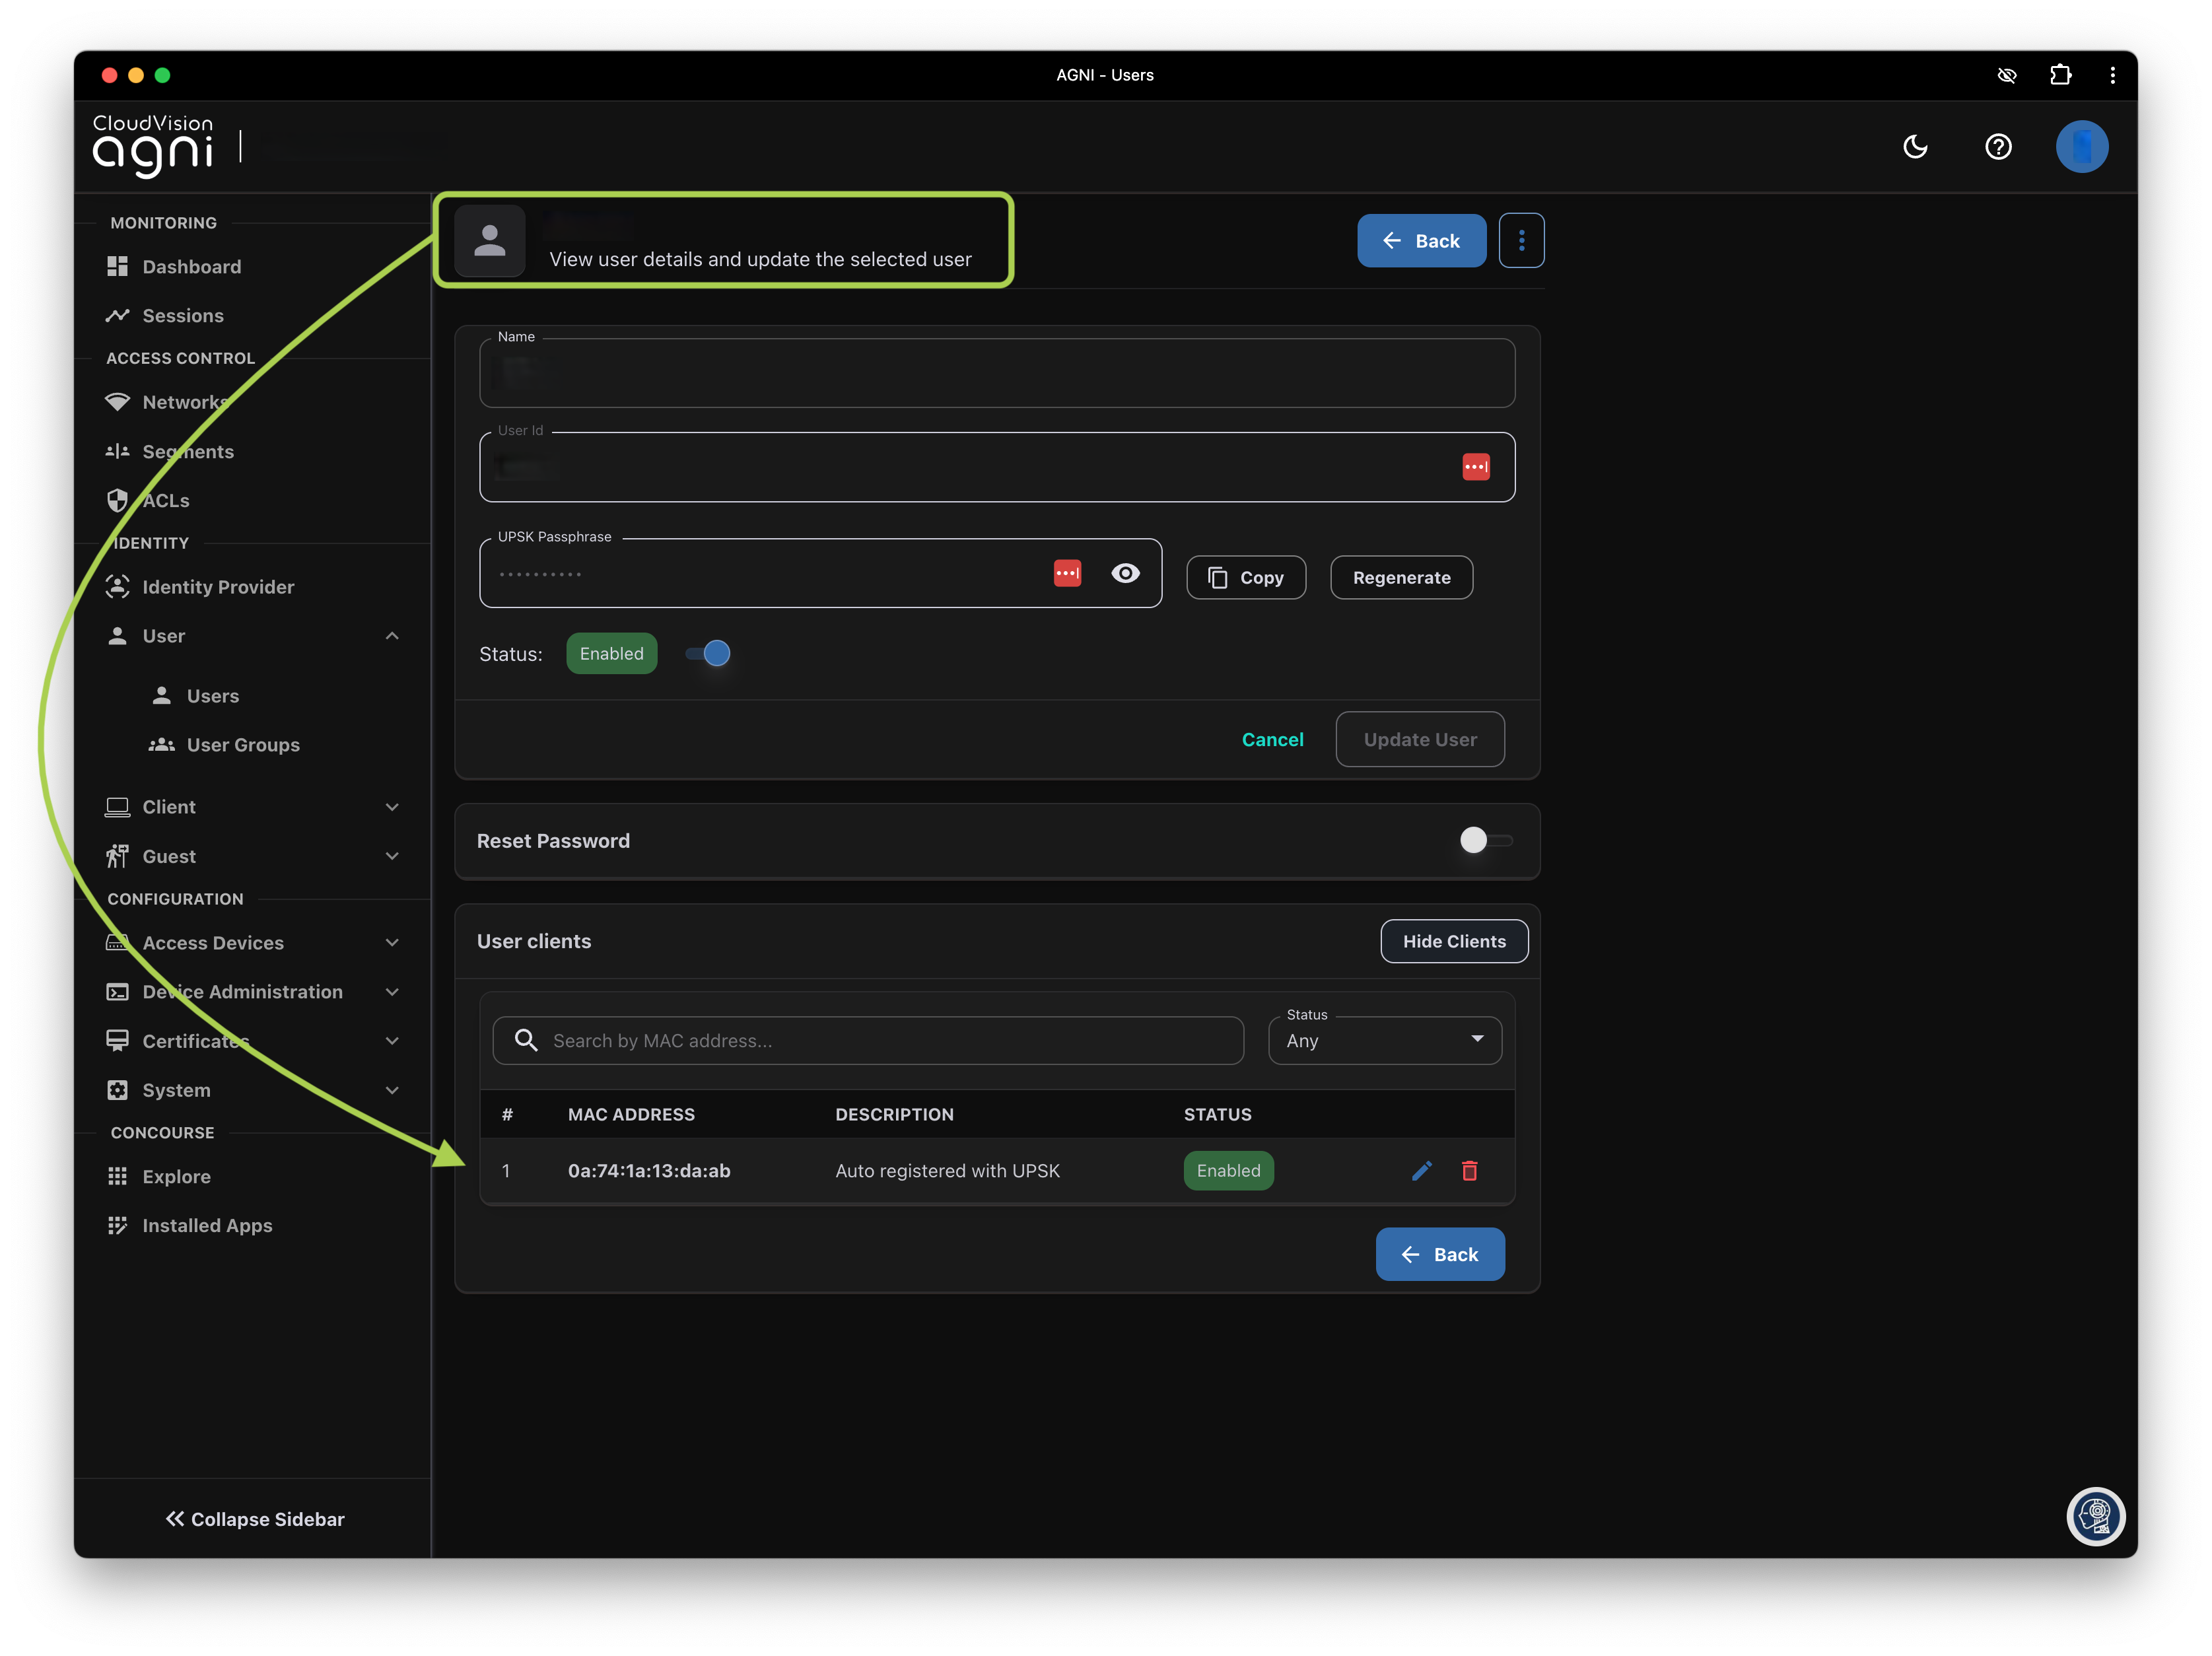 AGNI - Users
CloudVision
agni
MONITORING
Dashboard
Sessions
ACCESS CONTROL
Networks
Segments
ACLs
IDENTITY
Identity Provider
User
Users
User Groups
Client
Guest
CONFIGURATION
Access Devices
Device Administration
Certificates
System
CONCOURSE
Explore
Installed Apps
Collapse Sidebar
View user details and update the selected user
Back
Name
User Id
UPSK Passphrase
Copy
Regenerate
Status:
Enabled
Cancel
Update User
Reset Password
User clients
Hide Clients
Search by MAC address...
Status
Any
# MAC ADDRESS DESCRIPTION STATUS
1 0a:74:1a:13:da:ab Auto registered with UPSK Enabled
Back